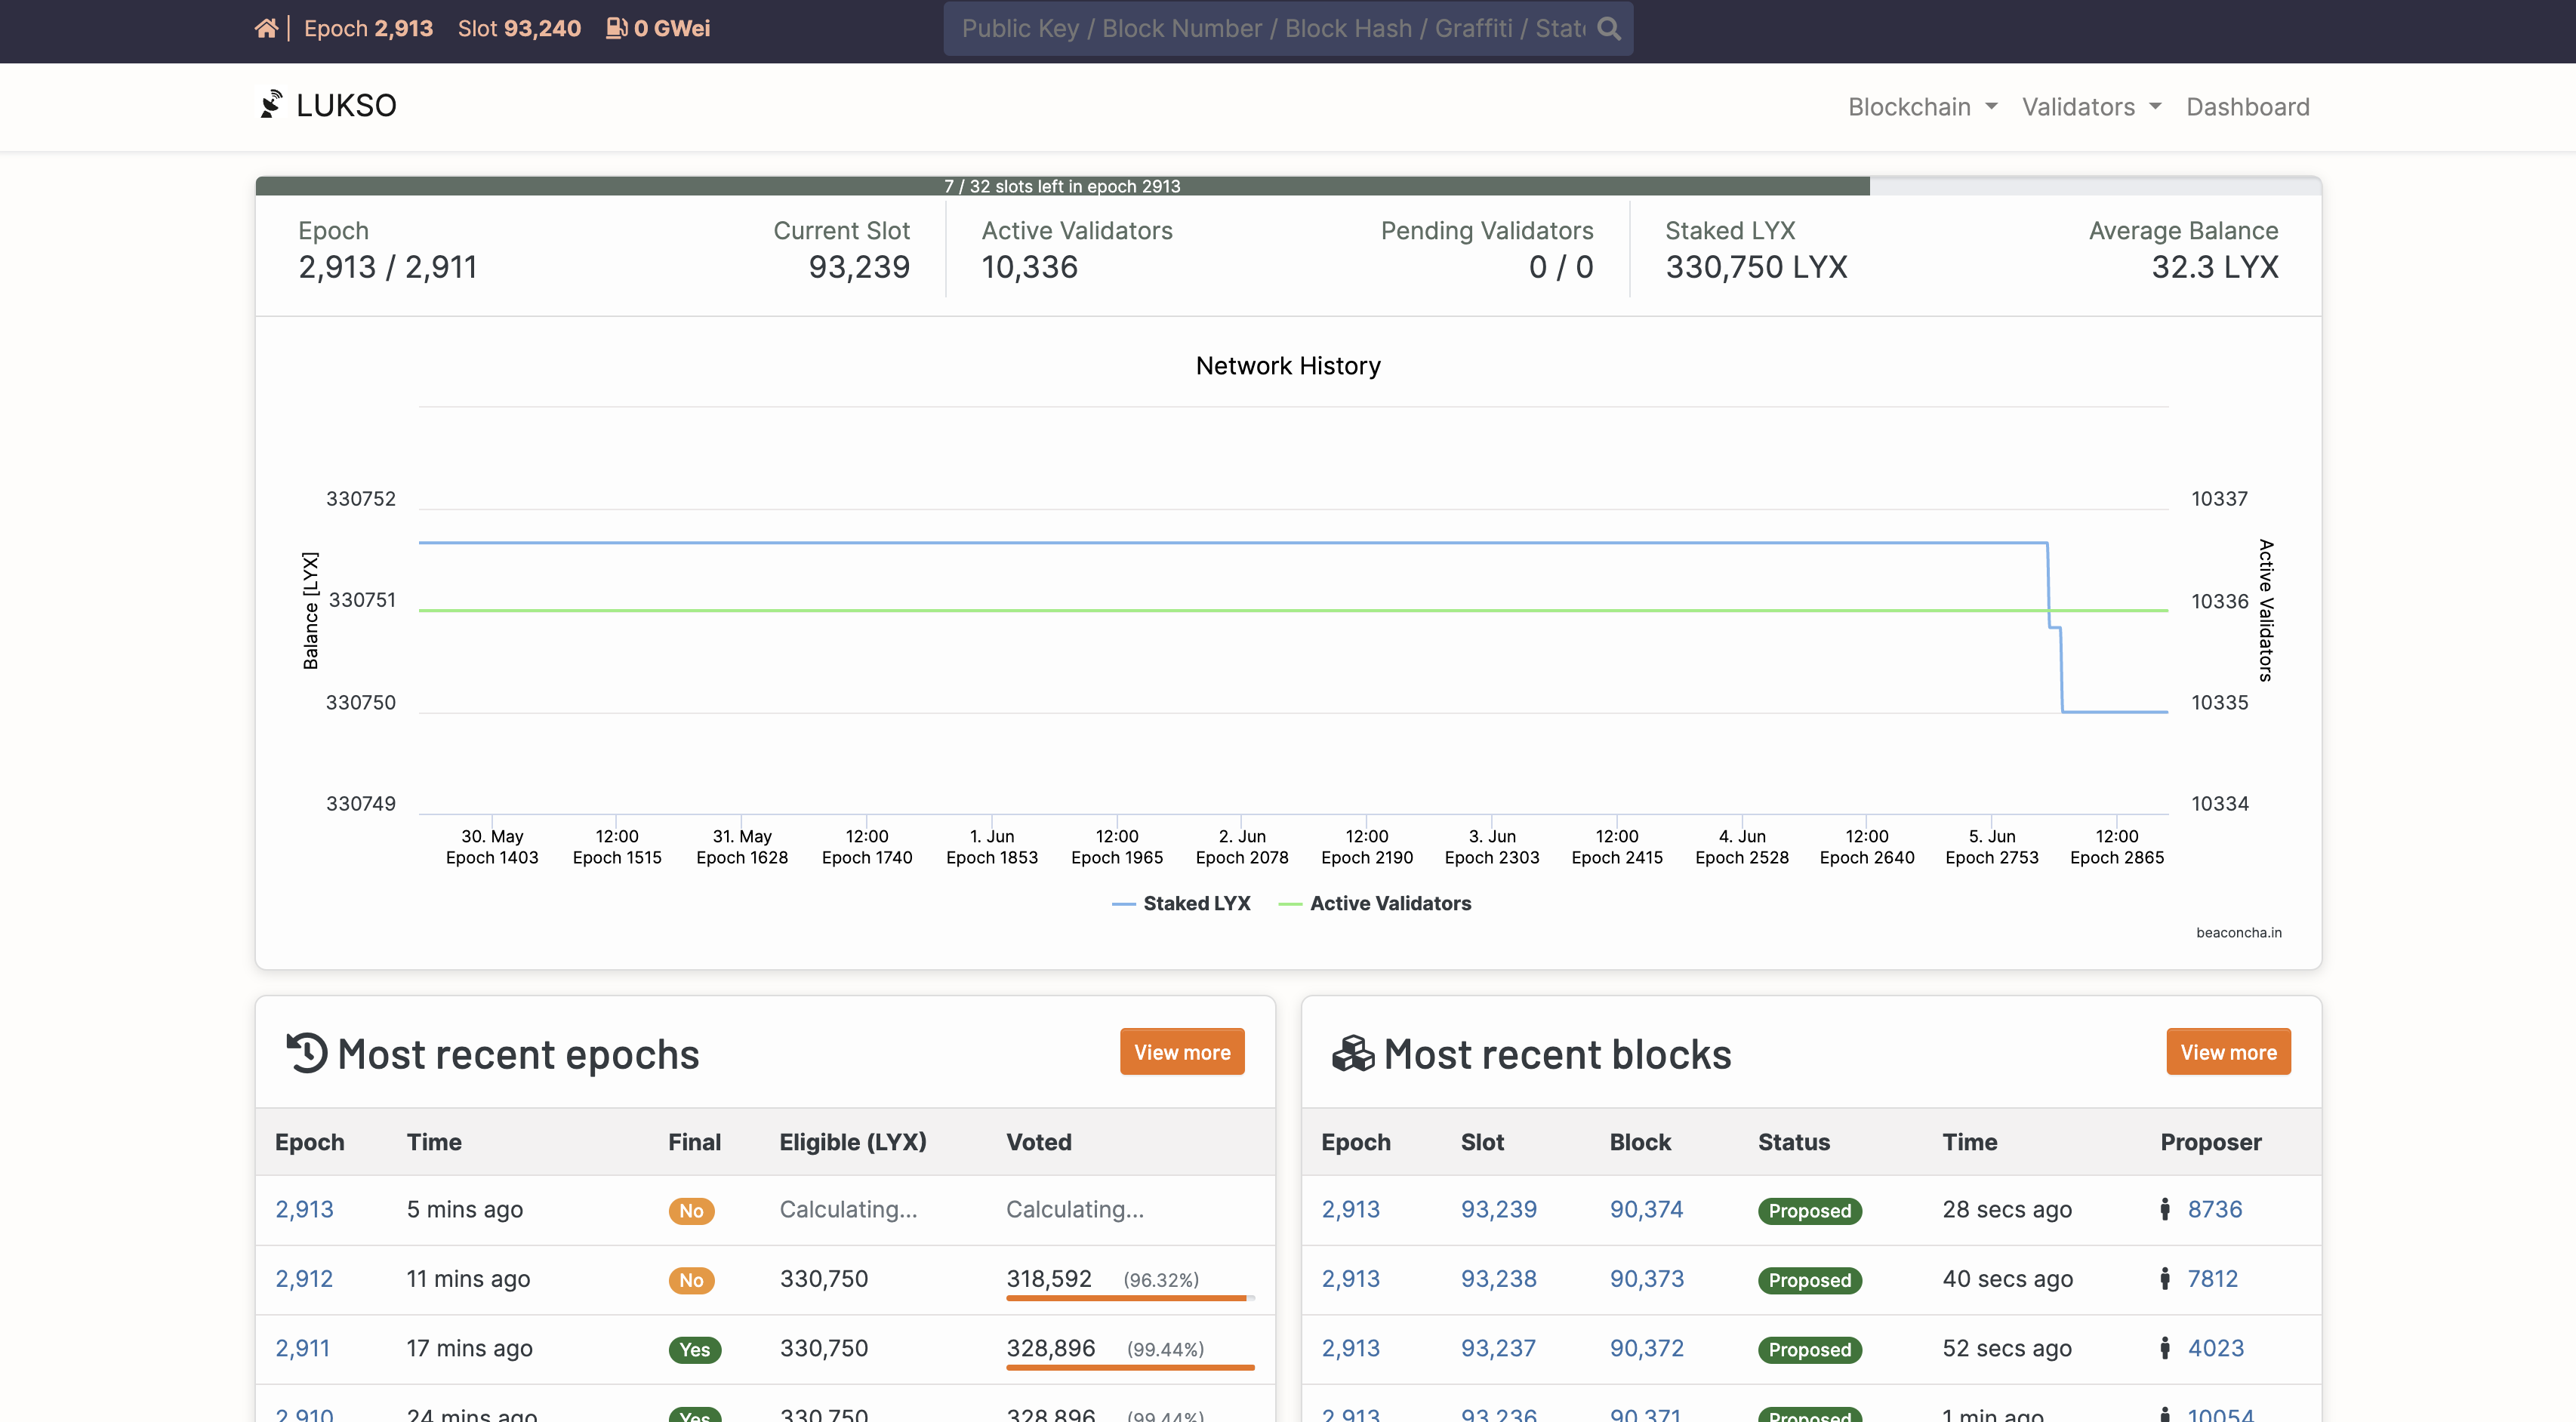 Epoch 2,913 Slot 93,240 0 GWei
Public Key / Block Number / Block Hash / Graffiti / State
LUKSO
Blockchain Validators Dashboard
7 / 32 slots left in epoch 2913
Epoch Current Slot Active Validators Pending Validators Staked LYX Average Balance
2,913 / 2,911 93,239 10,336 0 / 0 330,750 LYX 32.3 LYX
Network History
Balance [LYX]
330752
330751
330750
330749
10337
10336
10335
10334
Active Validators
30. May 12:00 31. May 12:00 1. Jun 12:00 2. Jun 12:00 3. Jun 12:00 4. Jun 12:00 5. Jun 12:00
Epoch 1403 Epoch 1515 Epoch 1628 Epoch 1740 Epoch 1853 Epoch 1965 Epoch 2078 Epoch 2190 Epoch 2303 Epoch 2415 Epoch 2528 Epoch 2640 Epoch 2753 Epoch 2865
Staked LYX Active Validators
beaconcha.in
Most recent epochs View more
Epoch Time Final Eligible (LYX) Voted
2,913 5 mins ago No Calculating... Calculating...
2,912 11 mins ago No 330,750 318,592 (96.32%)
2,911 17 mins ago Yes 330,750 328,896 (99.44%)
2,910 24 mins ago Yes 330,750 328,896 (99.44%)
Most recent blocks View more
Epoch Slot Block Status Time Proposer
2,913 93,239 90,374 Proposed 28 secs ago 8736
2,913 93,238 90,373 Proposed 40 secs ago 7812
2,913 93,237 90,372 Proposed 52 secs ago 4023
2,913 93,236 90,371 Proposed 1 min ago 10054